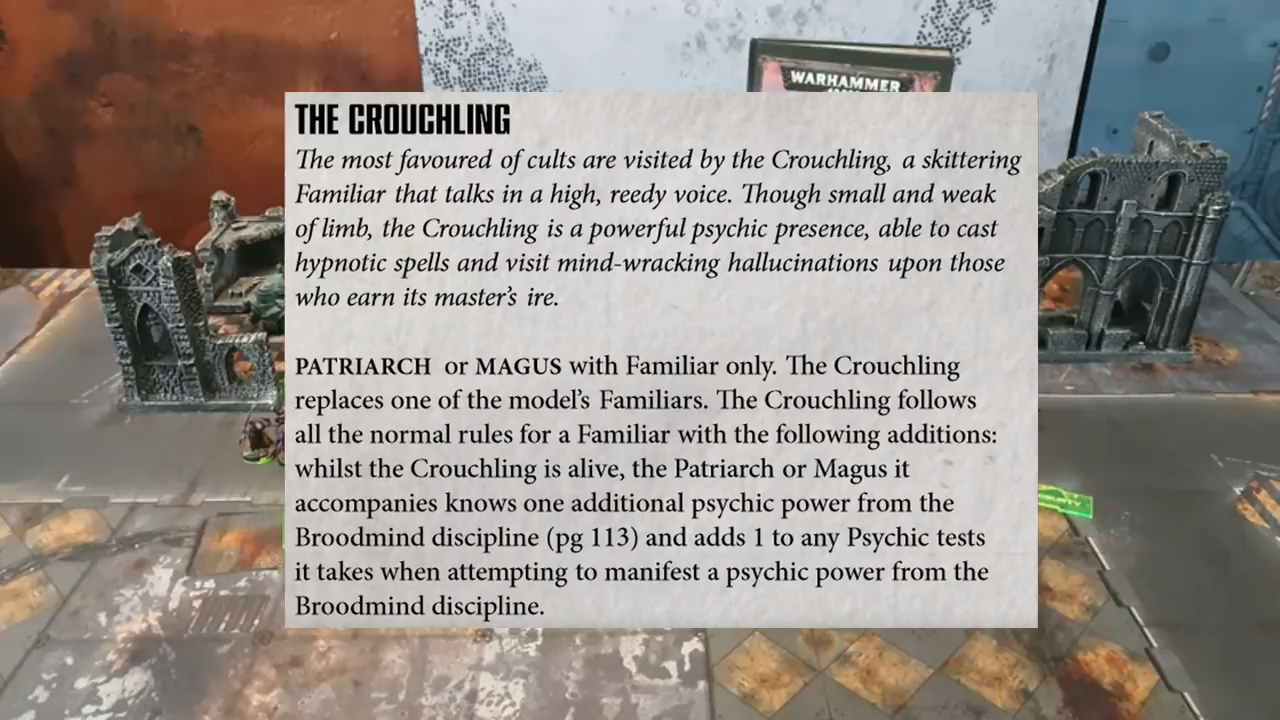 WARHAMMER
THE CROUCHLING
The most favoured of cults are visited by the Crouchling, a skittering
Familiar that talks in a high, reedy voice. Though small and weak
of limb, the Crouchling is a powerful psychic presence, able to cast
hypnotic spells and visit mind-wracking hallucinations upon those
who earn its master's ire.
PATRIARCH or MAGUS with Familiar only. The Crouchling
replaces one of the model's Familiars. The Crouchling follows
all the normal rules for a Familiar with the following additions:
whilst the Crouchling is alive, the Patriarch or Magus it
accompanies knows one additional psychic power from the
Broodmind discipline (pg 113) and adds 1 to any Psychic tests
it takes when attempting to manifest a psychic power from the
Broodmind discipline.